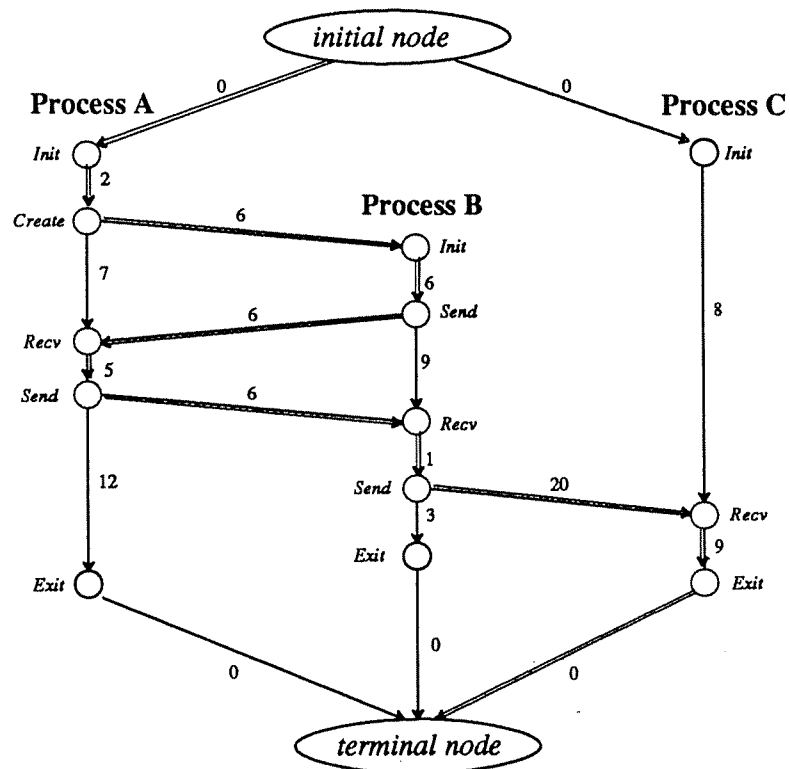 initial node
0
0
Process A
Process C
Init
Init
2
Create
6
Process B
Init
7
6
8
6
Send
Recv
9
5
Send
6
Recv
1
12
Send
20
Recv
3
9
Exit
Exit
Exit
0
0
0
terminal node